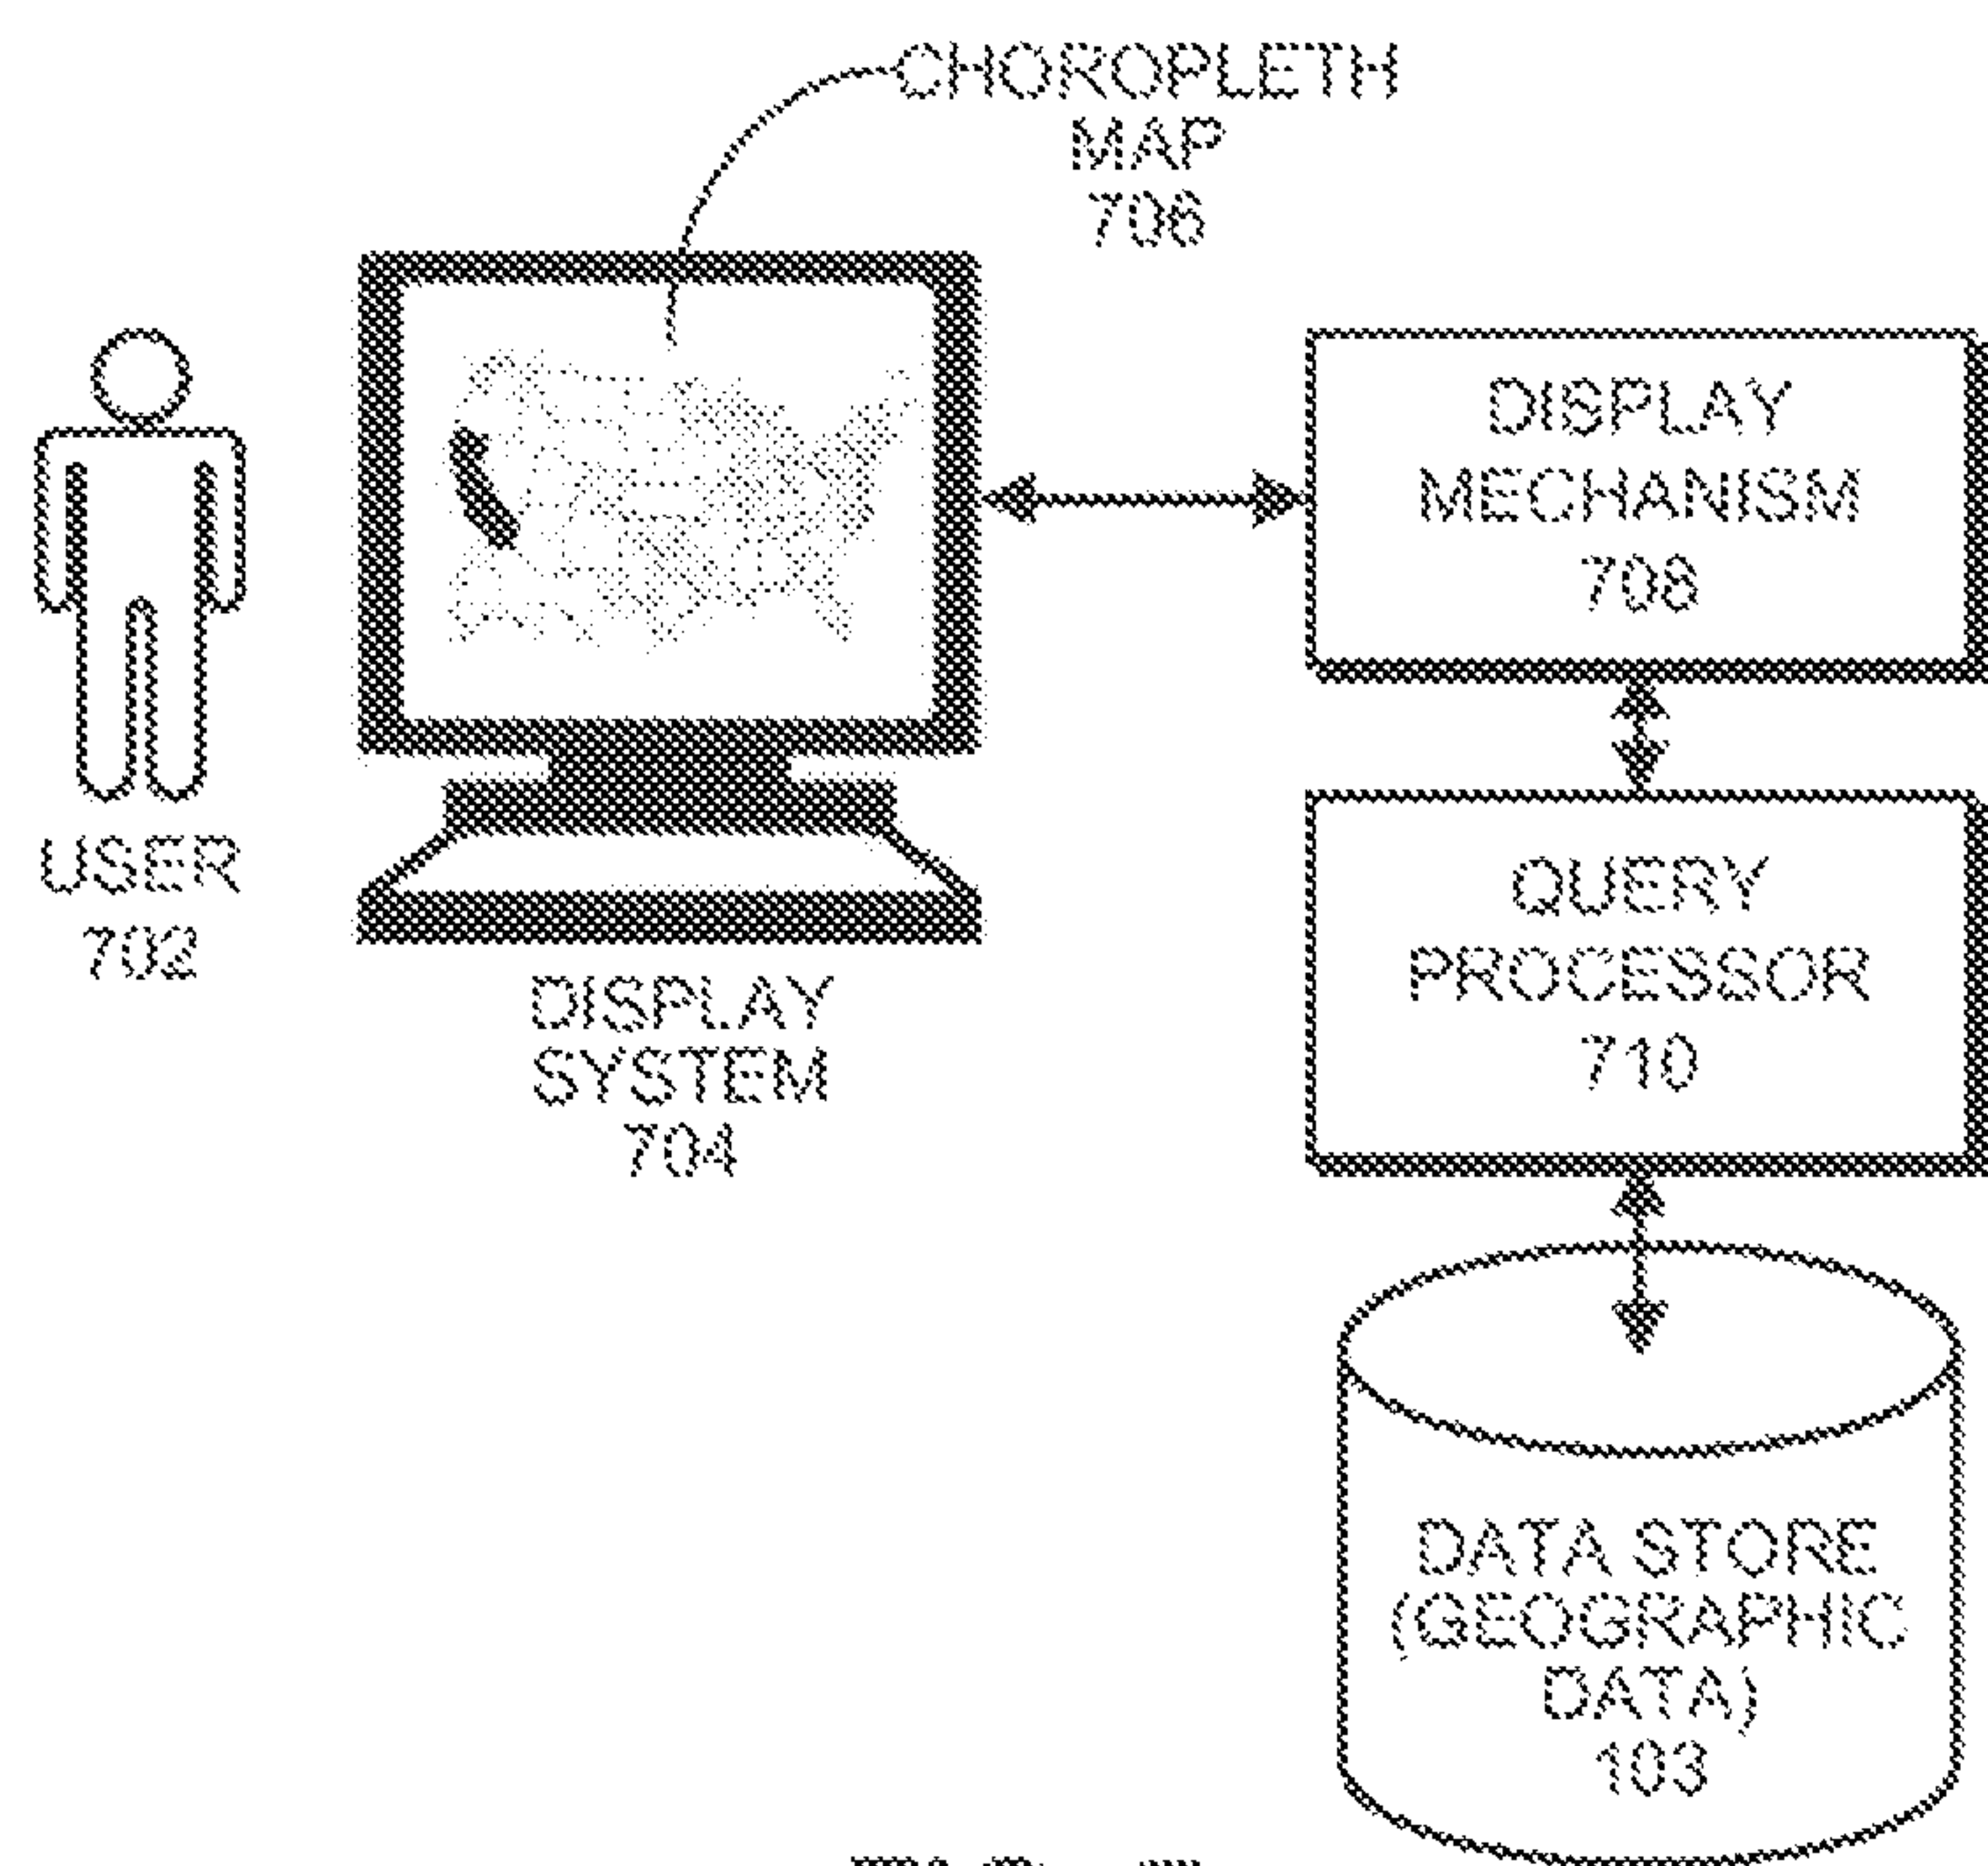 CHOROPLETH
MAP
706
DISPLAY
MECHANISM
708
USER
702
DISPLAY
SYSTEM
704
QUERY
PROCESSOR
710
DATA STORE
(GEOGRAPHIC
DATA)
103